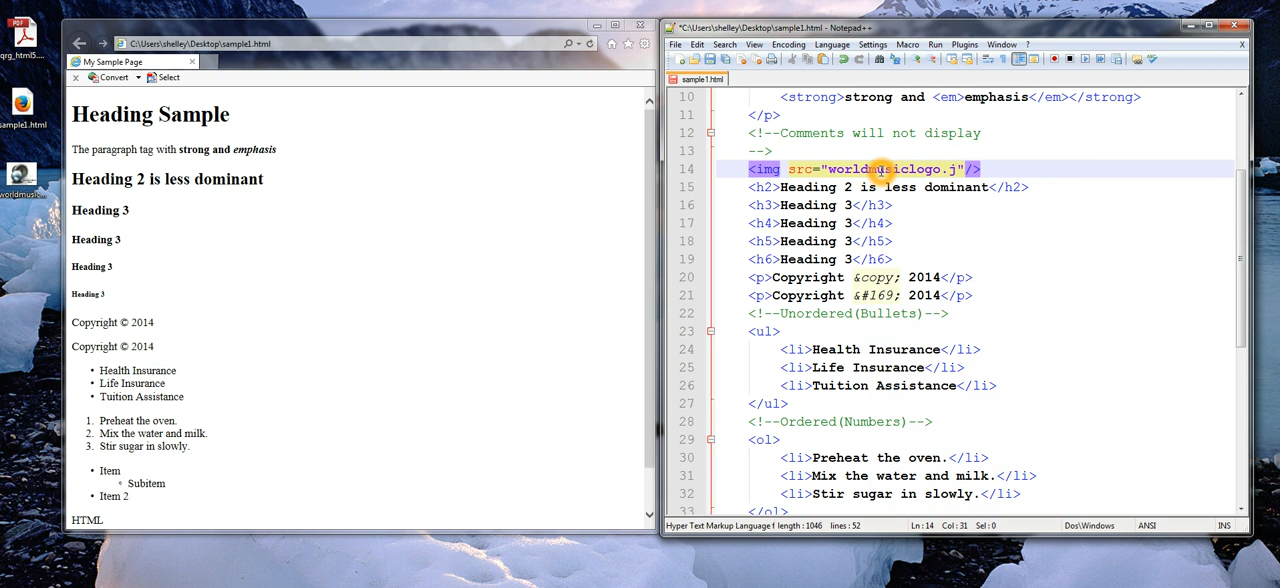 qrg_html5....
sample1.html
worldmusic...
C:\Users\shelley\Desktop\sample1.html
My Sample Page
Convert Select
Heading Sample
The paragraph tag with strong and emphasis
Heading 2 is less dominant
Heading 3
Heading 3
Heading 3
Heading 3
Copyright © 2014
Copyright © 2014
• Health Insurance
• Life Insurance
• Tuition Assistance
1. Preheat the oven.
2. Mix the water and milk.
3. Stir sugar in slowly.
• Item
◦ Subitem
• Item 2
HTML
*C:\Users\shelley\Desktop\sample1.html - Notepad++
File Edit Search View Encoding Language Settings Macro Run Plugins Window ? X
sample1.html
10 <strong>strong and <em>emphasis</em></strong>
11 </p>
12 <!--Comments will not display
13 -->
14 <img src="worldmusiclogo.j"/>
15 <h2>Heading 2 is less dominant</h2>
16 <h3>Heading 3</h3>
17 <h4>Heading 3</h4>
18 <h5>Heading 3</h5>
19 <h6>Heading 3</h6>
20 <p>Copyright &copy; 2014</p>
21 <p>Copyright &#169; 2014</p>
22 <!--Unordered(Bullets)-->
23 <ul>
24 <li>Health Insurance</li>
25 <li>Life Insurance</li>
26 <li>Tuition Assistance</li>
27 </ul>
28 <!--Ordered(Numbers)-->
29 <ol>
30 <li>Preheat the oven.</li>
31 <li>Mix the water and milk.</li>
32 <li>Stir sugar in slowly.</li>
33 </ol>
Hyper Text Markup Language f length : 1046 lines : 52 Ln : 14 Col : 31 Sel : 0 Dos\Windows ANSI INS